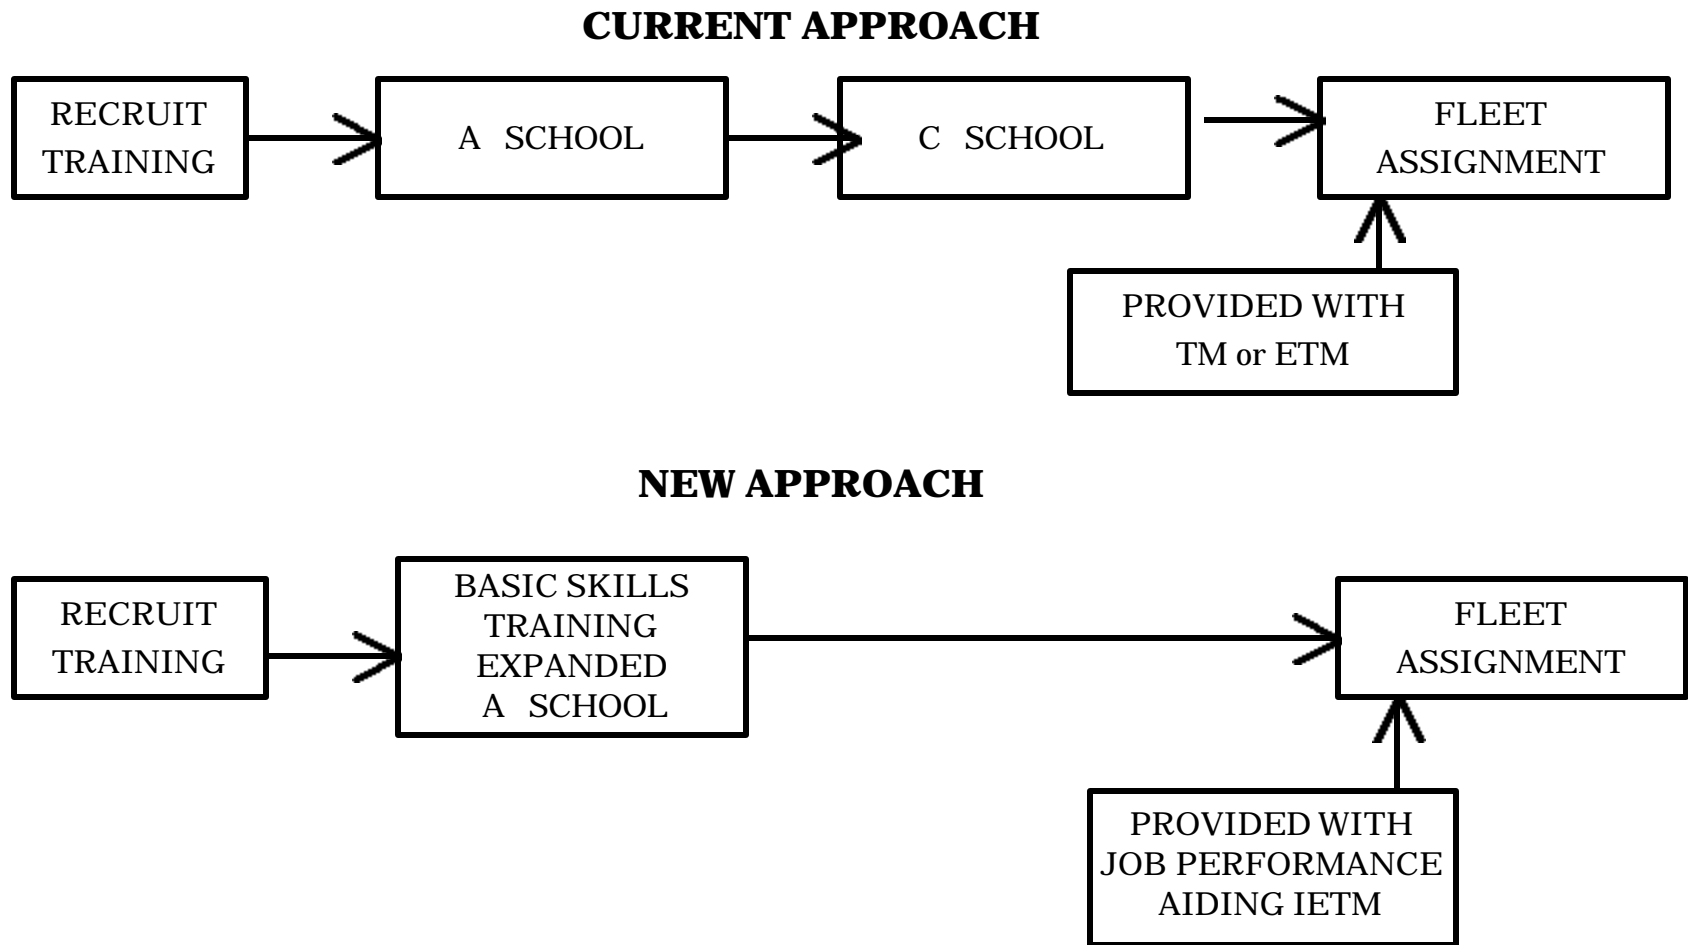 CURRENT APPROACH
RECRUIT
TRAINING
A SCHOOL
C SCHOOL
FLEET
ASSIGNMENT
PROVIDED WITH
TM or ETM
NEW APPROACH
RECRUIT
TRAINING
BASIC SKILLS
TRAINING
EXPANDED
A SCHOOL
FLEET
ASSIGNMENT
PROVIDED WITH
JOB PERFORMANCE
AIDING IETM